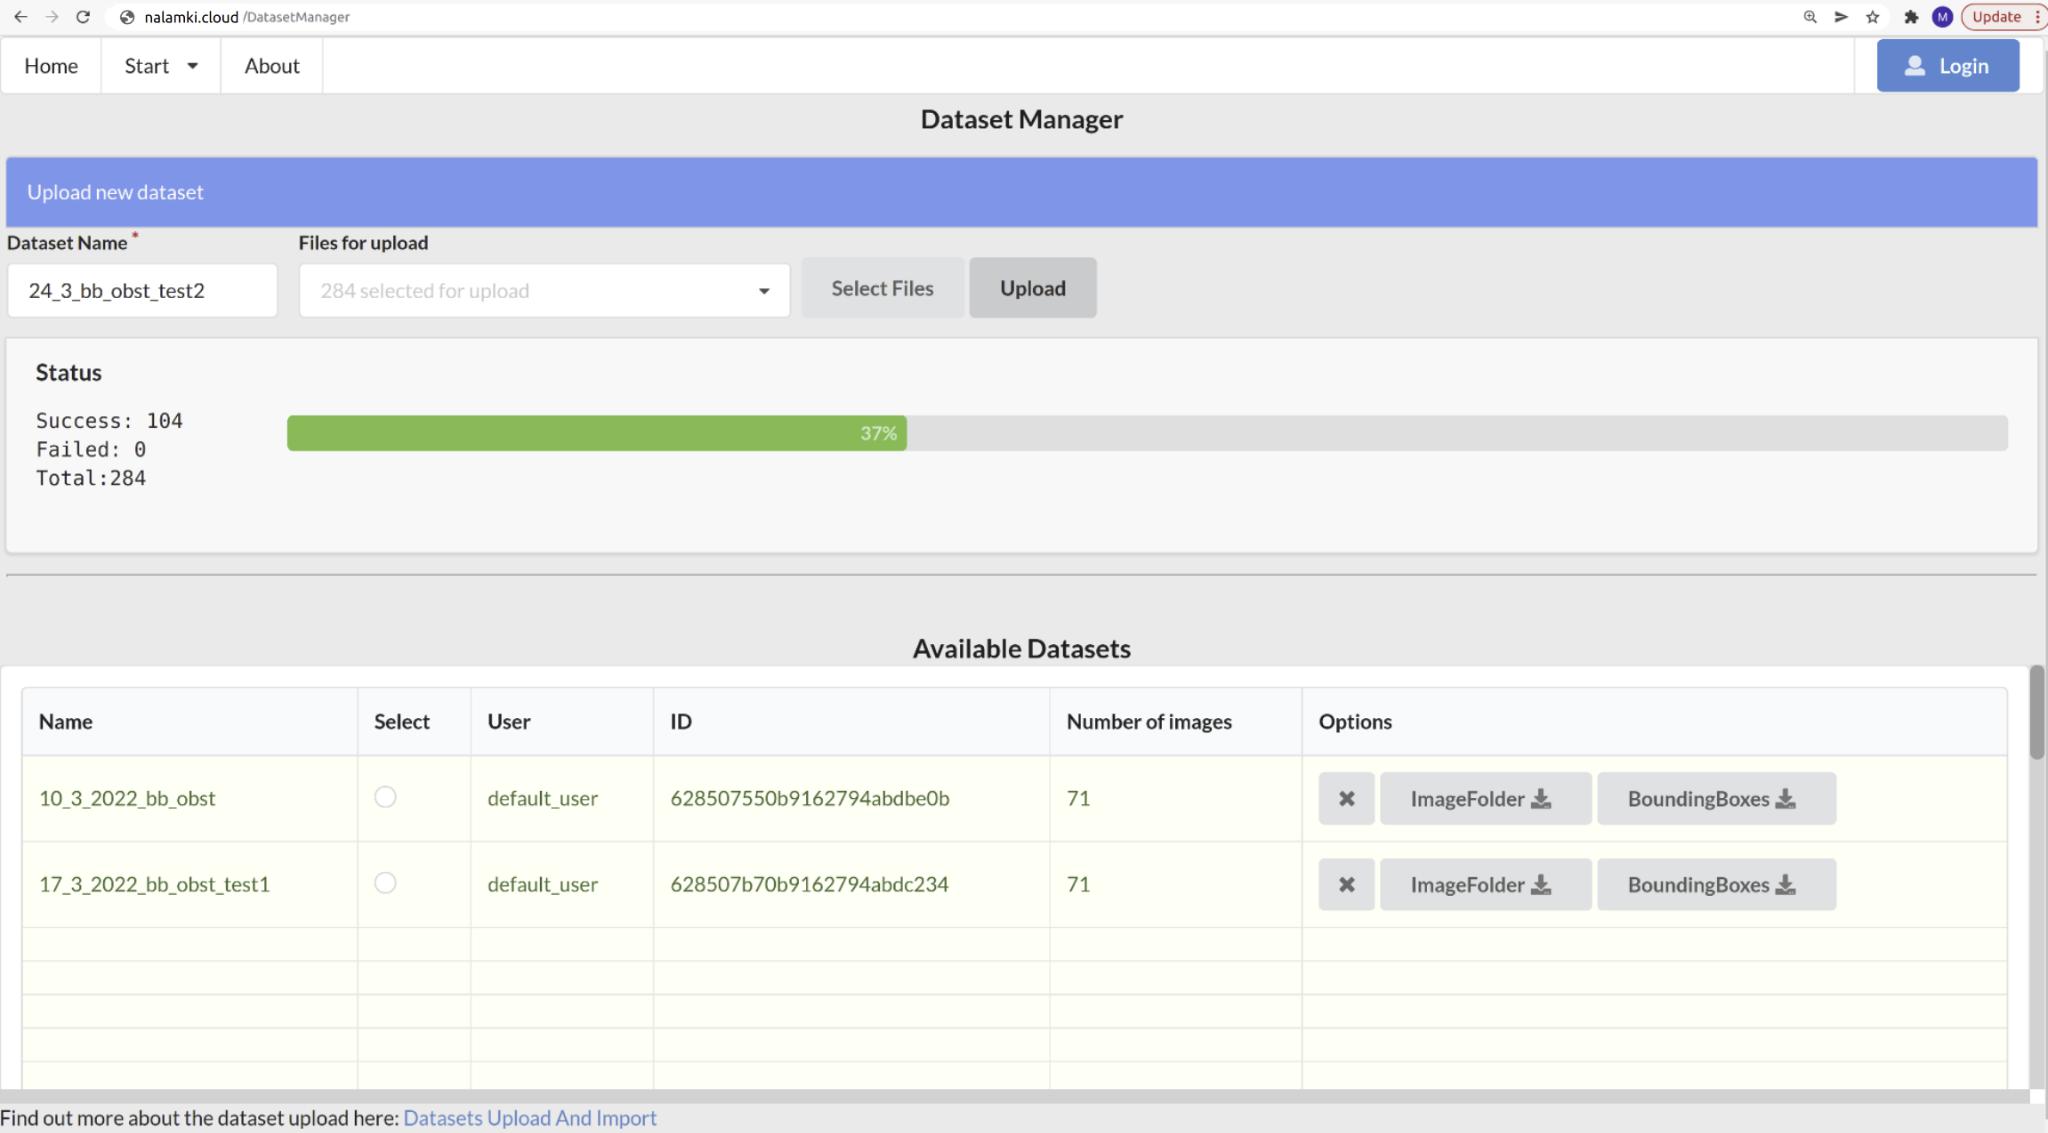 nalamki.cloud /DatasetManager
M
Update
Home
Start
About
Login
Dataset Manager
Upload new dataset
Dataset Name *
Files for upload
24_3_bb_obst_test2
284 selected for upload
Select Files
Upload
Status
Success: 104
Failed: 0
Total:284
37%
Available Datasets
Name Select User ID Number of images Options
10_3_2022_bb_obst default_user 628507550b9162794abdbe0b 71 ImageFolder BoundingBoxes
17_3_2022_bb_obst_test1 default_user 628507b70b9162794abdc234 71 ImageFolder BoundingBoxes
Find out more about the dataset upload here: Datasets Upload And Import